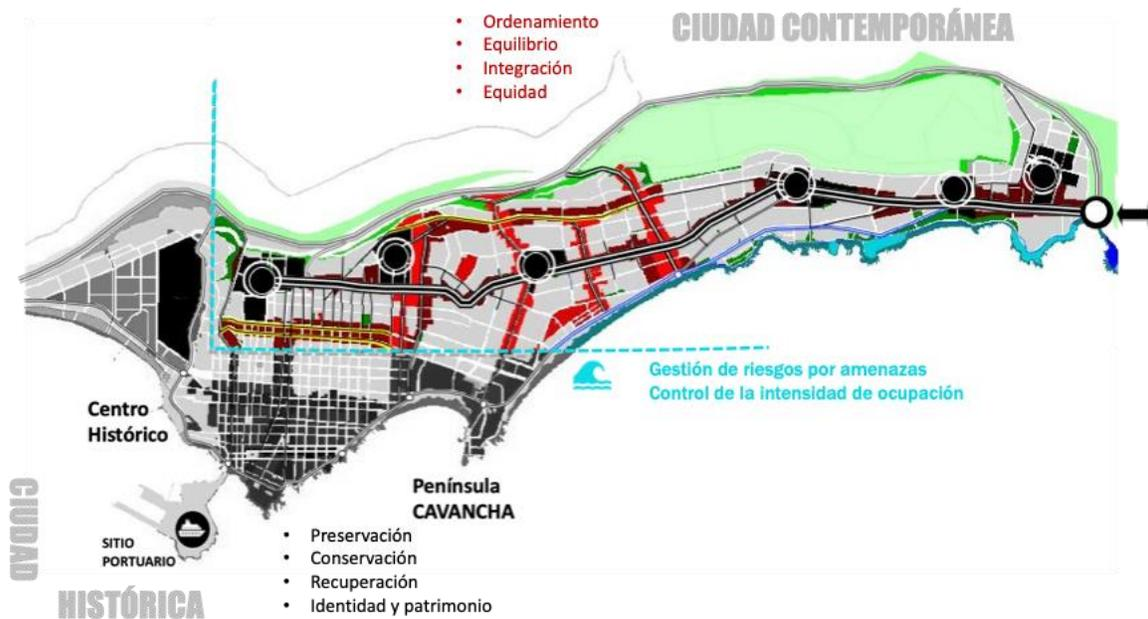 CIUDAD CONTEMPORÁNEA
• Ordenamiento
• Equilibrio
• Integración
• Equidad
Gestión de riesgos por amenazas
Control de la intensidad de ocupación
Centro
Histórico
Península
CAVANCHA
SITIO
PORTUARIO
• Preservación
• Conservación
• Recuperación
• Identidad y patrimonio
CIUDAD
HISTÓRICA